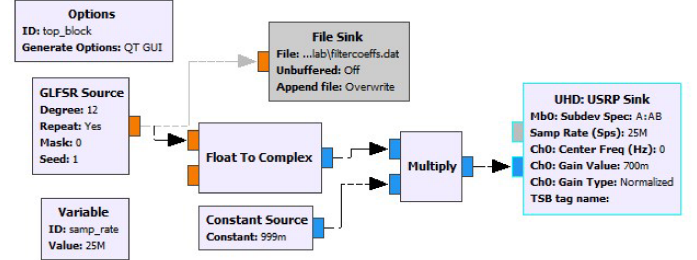 Options
ID: top_block
Generate Options: QT GUI
File Sink
File: ...lab\filtercoeffs.dat
Unbuffered: Off
Append file: Overwrite
GLFSR Source
Degree: 12
Repeat: Yes
Mask: 0
Seed: 1
Float To Complex
Multiply
UHD: USRP Sink
Mb0: Subdev Spec: A:AB
Samp Rate (Sps): 25M
Ch0: Center Freq (Hz): 0
Ch0: Gain Value: 700m
Ch0: Gain Type: Normalized
TSB tag name:
Variable
ID: samp_rate
Value: 25M
Constant Source
Constant: 999m